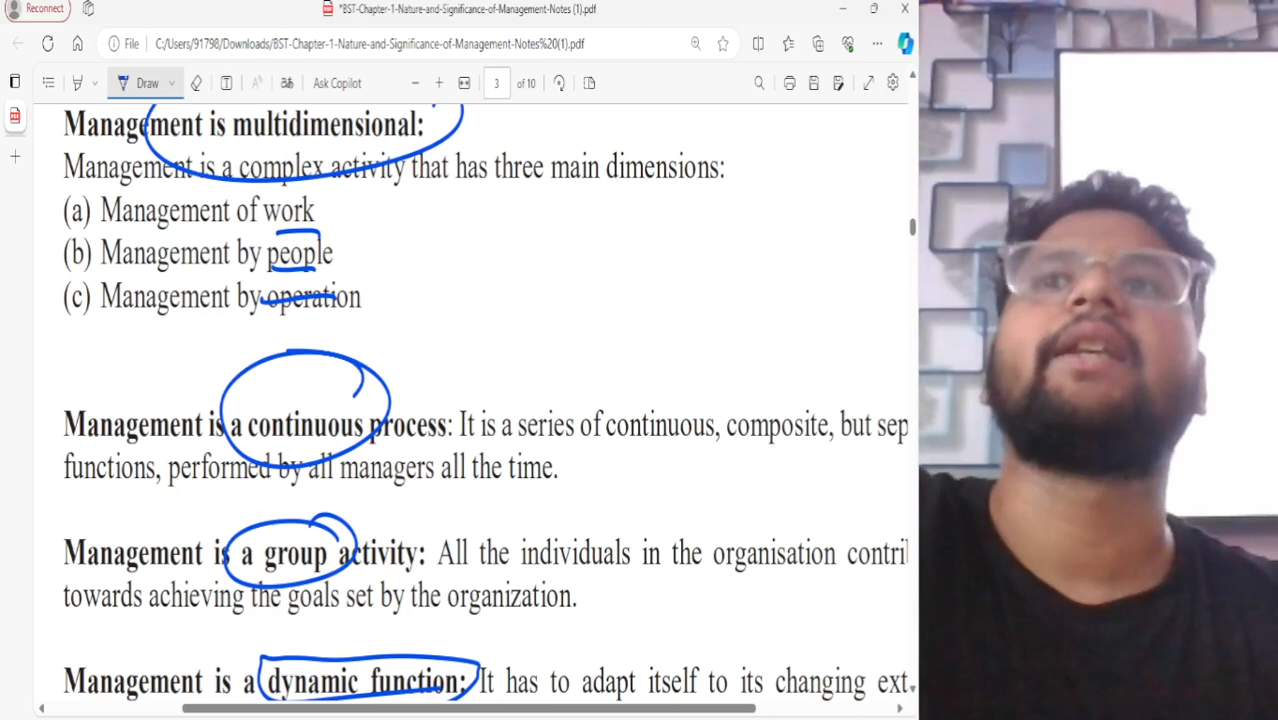 Reconnect
*BST-Chapter-1-Nature-and-Significance-of-Management-Notes (1).pdf
File
C:/Users/91798/Downloads/BST-Chapter-1-Nature-and-Significance-of-Management-Notes%20(1).pdf
Draw
Ask Copilot
3 of 10
Management is multidimensional:
Management is a complex activity that has three main dimensions:
(a) Management of work
(b) Management by people
(c) Management by operation
Management is a continuous process: It is a series of continuous, composite, but sep
functions, performed by all managers all the time.
Management is a group activity: All the individuals in the organisation contri
towards achieving the goals set by the organization.
Management is a dynamic function: It has to adapt itself to its changing ext